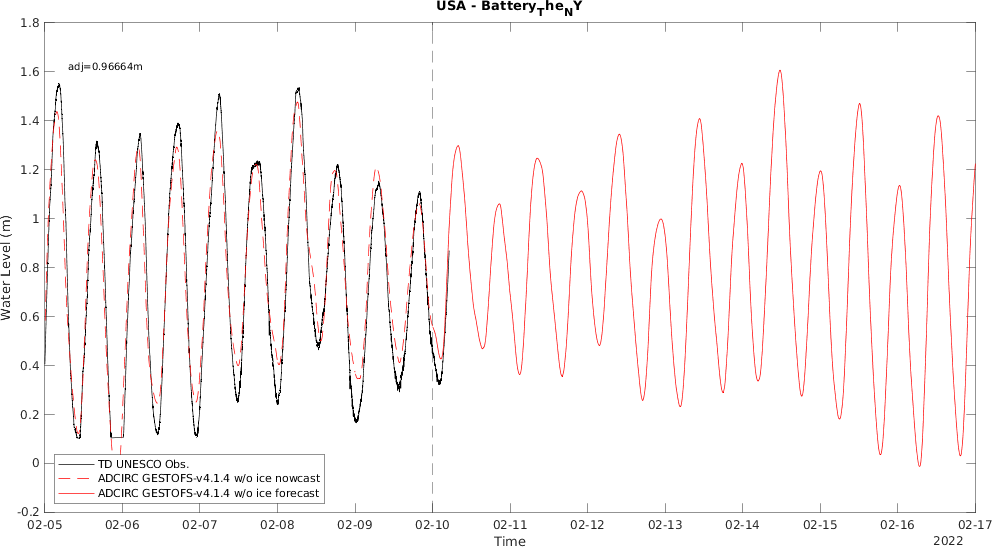 USA - Battery_The_NY
1.8
1.6
1.4
1.2
1
0.8
0.6
0.4
0.2
0
-0.2
Water Level (m)
adj=0.96664m
TD UNESCO Obs.
ADCIRC GESTOFS-v4.1.4 w/o ice nowcast
ADCIRC GESTOFS-v4.1.4 w/o ice forecast
02-05 02-06 02-07 02-08 02-09 02-10 02-11 02-12 02-13 02-14 02-15 02-16 02-17
Time
2022